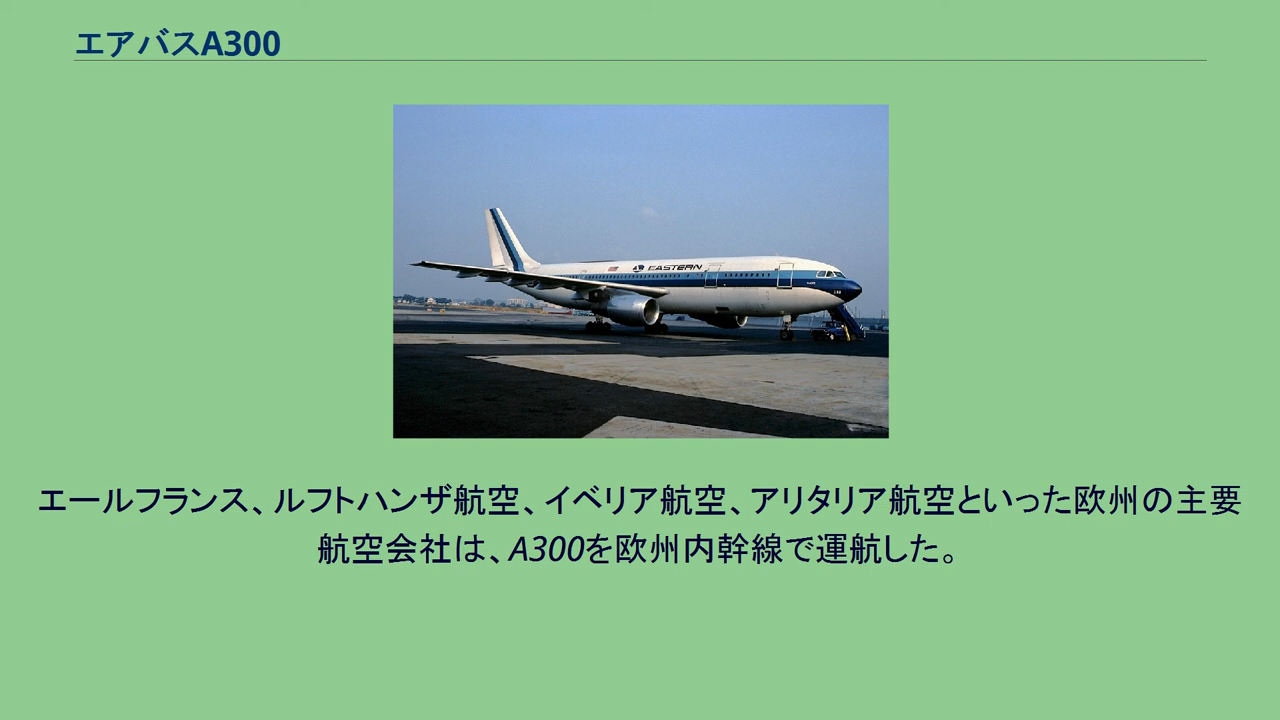 エアバスA300
EASTERN
エールフランス、ルフトハンザ航空、イベリア航空、アリタリア航空といった欧州の主要
航空会社は、A300を欧州内幹線で運航した。